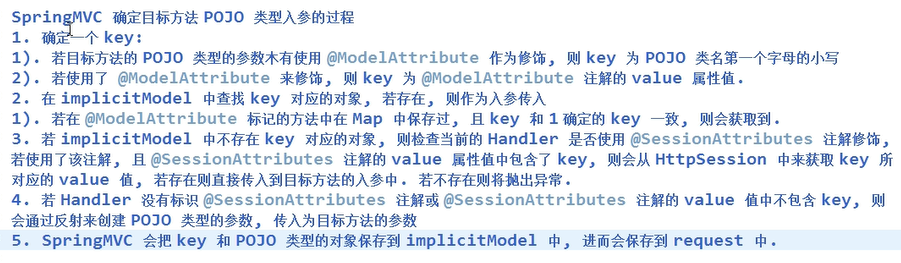 SpringMVC 确定目标方法 POJO 类型入参的过程
1. 确定一个 key:
1). 若目标方法的 POJO 类型的参数木有使用 @ModelAttribute 作为修饰, 则 key 为 POJO 类名第一个字母的小写
2). 若使用了 @ModelAttribute 来修饰, 则 key 为 @ModelAttribute 注解的 value 属性值.
2. 在 implicitModel 中查找 key 对应的对象, 若存在, 则作为入参传入
1). 若在 @ModelAttribute 标记的方法中在 Map 中保存过, 且 key 和 1 确定的 key 一致, 则会获取到.
3. 若 implicitModel 中不存在 key 对应的对象, 则检查当前的 Handler 是否使用 @SessionAttributes 注解修饰,
若使用了该注解, 且 @SessionAttributes 注解的 value 属性值中包含了 key, 则会从 HttpSession 中来获取 key 所
对应的 value 值, 若存在则直接传入到目标方法的入参中. 若不存在则将抛出异常.
4. 若 Handler 没有标识 @SessionAttributes 注解或 @SessionAttributes 注解的 value 值中不包含 key, 则
会通过反射来创建 POJO 类型的参数, 传入为目标方法的参数
5. SpringMVC 会把 key 和 POJO 类型的对象保存到 implicitModel 中, 进而会保存到 request 中.